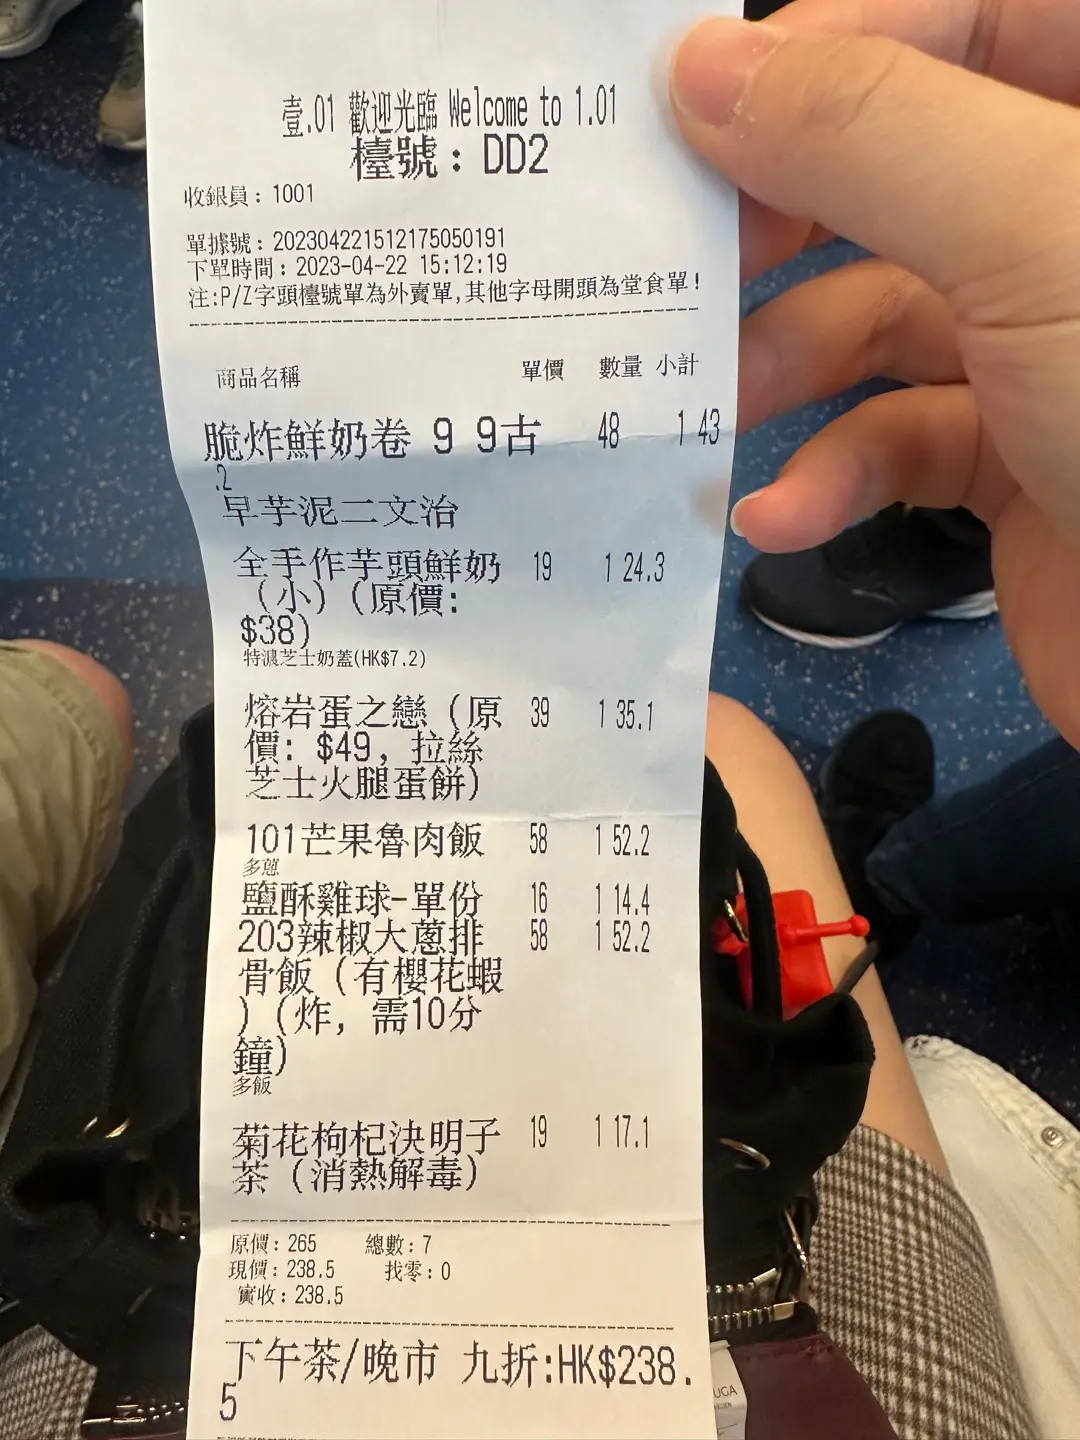 壹.01 歡迎光臨 Welcome to 1.01
檯號：DD2
收銀員：1001
單據號：202304221512175050191
下單時間：2023-04-22 15:12:19
注:P/Z字頭檯號單為外賣單,其他字母開頭為堂食單!
商品名稱 單價 數量 小計
脆炸鮮奶卷 9 9古 48 1 43
.2
早芋泥二文治
全手作芋頭鮮奶 19 1 24.3
（小）(原價:
$38)
特濃芝士奶蓋(HK$7.2)
熔岩蛋之戀（原 39 1 35.1
價: $49, 拉絲
芝士火腿蛋餅）
101芒果魯肉飯 58 1 52.2
多蔥
鹽酥雞球-單份 16 1 14.4
203辣椒大蔥排 58 1 52.2
骨飯（有櫻花蝦
）(炸, 需10分
鐘)
多飯
菊花枸杞決明子 19 1 17.1
茶（消熱解毒）
原價:265 總數:7
現價:238.5 找零:0
實收:238.5
下午茶/晚市 九折:HK$238.
5